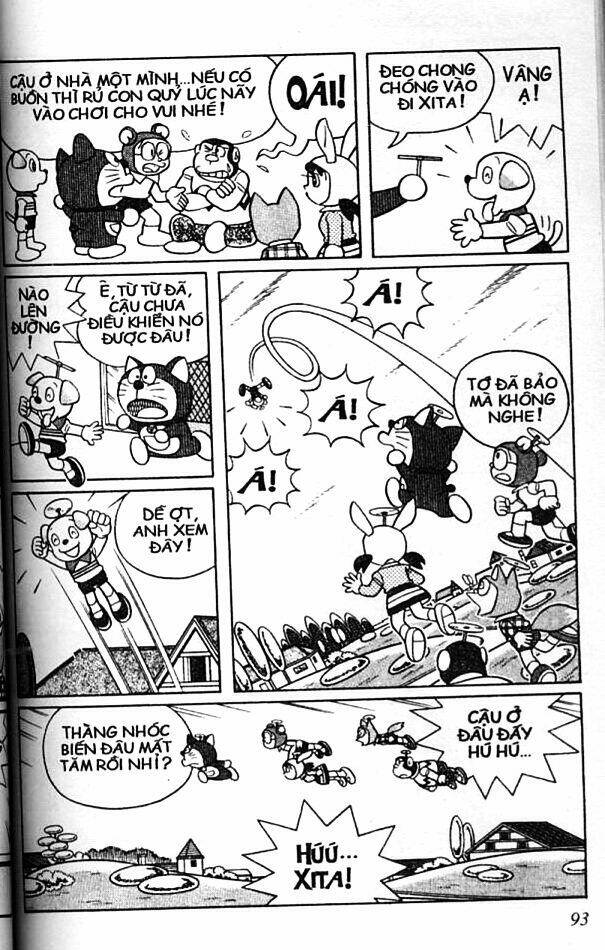 CẬU Ở NHÀ MỘT MÌNH...NẾU CÓ
BUỒN THÌ RỦ CON QUỶ LÚC NÃY
VÀO CHƠI CHO VUI NHÉ!
OÁI!
ĐEO CHONG
CHÓNG VÀO
ĐI XITA!
VÂNG
Ạ!
NÀO
LÊN
ĐƯỜNG
!
Ê, TỪ TỪ ĐÃ,
CẬU CHƯA
ĐIỀU KHIỂN NÓ
ĐƯỢC ĐÂU!
Á!
Á!
Á!
TỚ ĐÃ BẢO
MÀ KHÔNG
NGHE!
DỄ ỢT,
ANH XEM
ĐÂY!
THẰNG NHÓC
BIẾN ĐÂU MẤT
TĂM RỒI NHỈ?
CẬU Ở
ĐÂU ĐẤY
HÚ HÚ...
HÚÚ...
XITA!
93